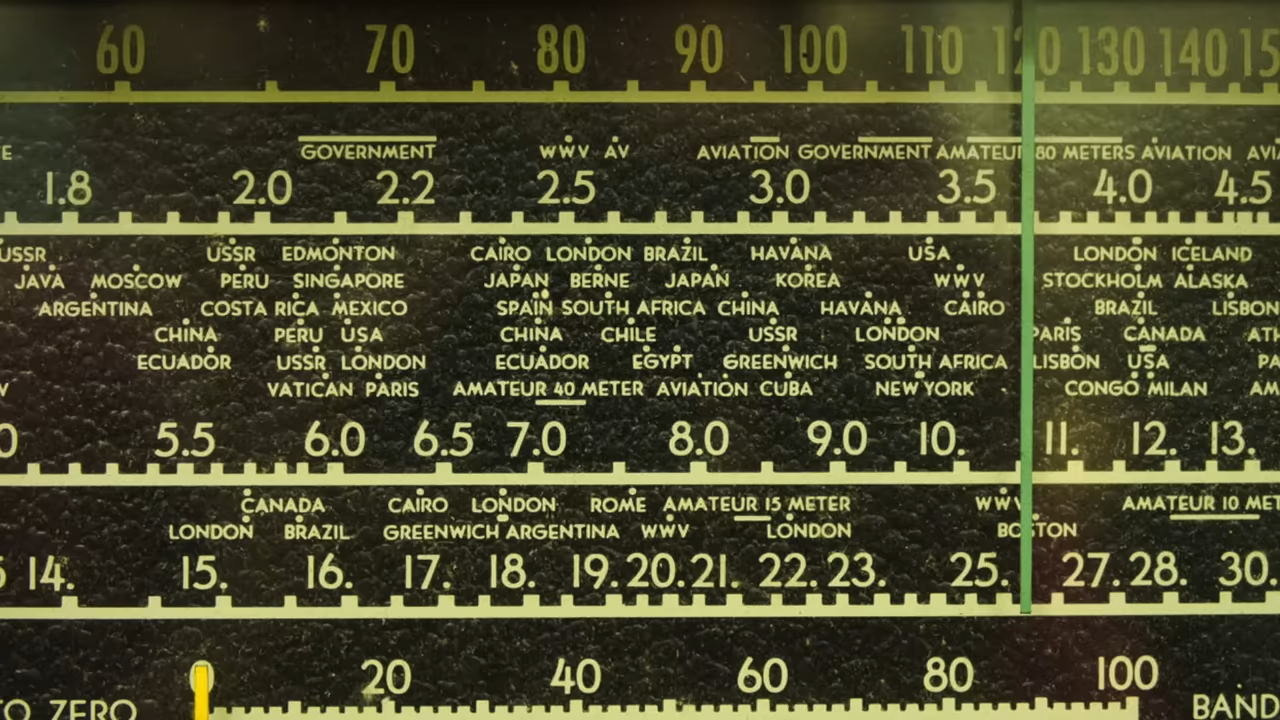 60 70 80 90 100 110 120 130 140 15
GOVERNMENT WWV AV AVIATION GOVERNMENT AMATEUR 80 METERS AVIATION
1.8 2.0 2.2 2.5 3.0 3.5 4.0 4.5
USSR USSR EDMONTON CAIRO LONDON BRAZIL HAVANA USA LONDON ICELAND
JAVA MOSCOW PERU SINGAPORE JAPAN BERNE JAPAN KOREA WWV STOCKHOLM ALASKA
ARGENTINA COSTA RICA MEXICO SPAIN SOUTH AFRICA CHINA HAVANA CAIRO BRAZIL LISBON
CHINA PERU USA CHINA CHILE USSR LONDON PARIS CANADA
ECUADOR USSR LONDON ECUADOR EGYPT GREENWICH SOUTH AFRICA LISBON USA
VATICAN PARIS AMATEUR 40 METER AVIATION CUBA NEW YORK CONGO MILAN
5.5 6.0 6.5 7.0 8.0 9.0 10. 11. 12. 13.
CANADA CAIRO LONDON ROME AMATEUR 15 METER WWV AMATEUR 10 MET
LONDON BRAZIL GREENWICH ARGENTINA WWV LONDON BOSTON
14. 15. 16. 17. 18. 19. 20. 21. 22. 23. 25. 27. 28. 30.
20 40 60 80 100
TO ZERO BAND